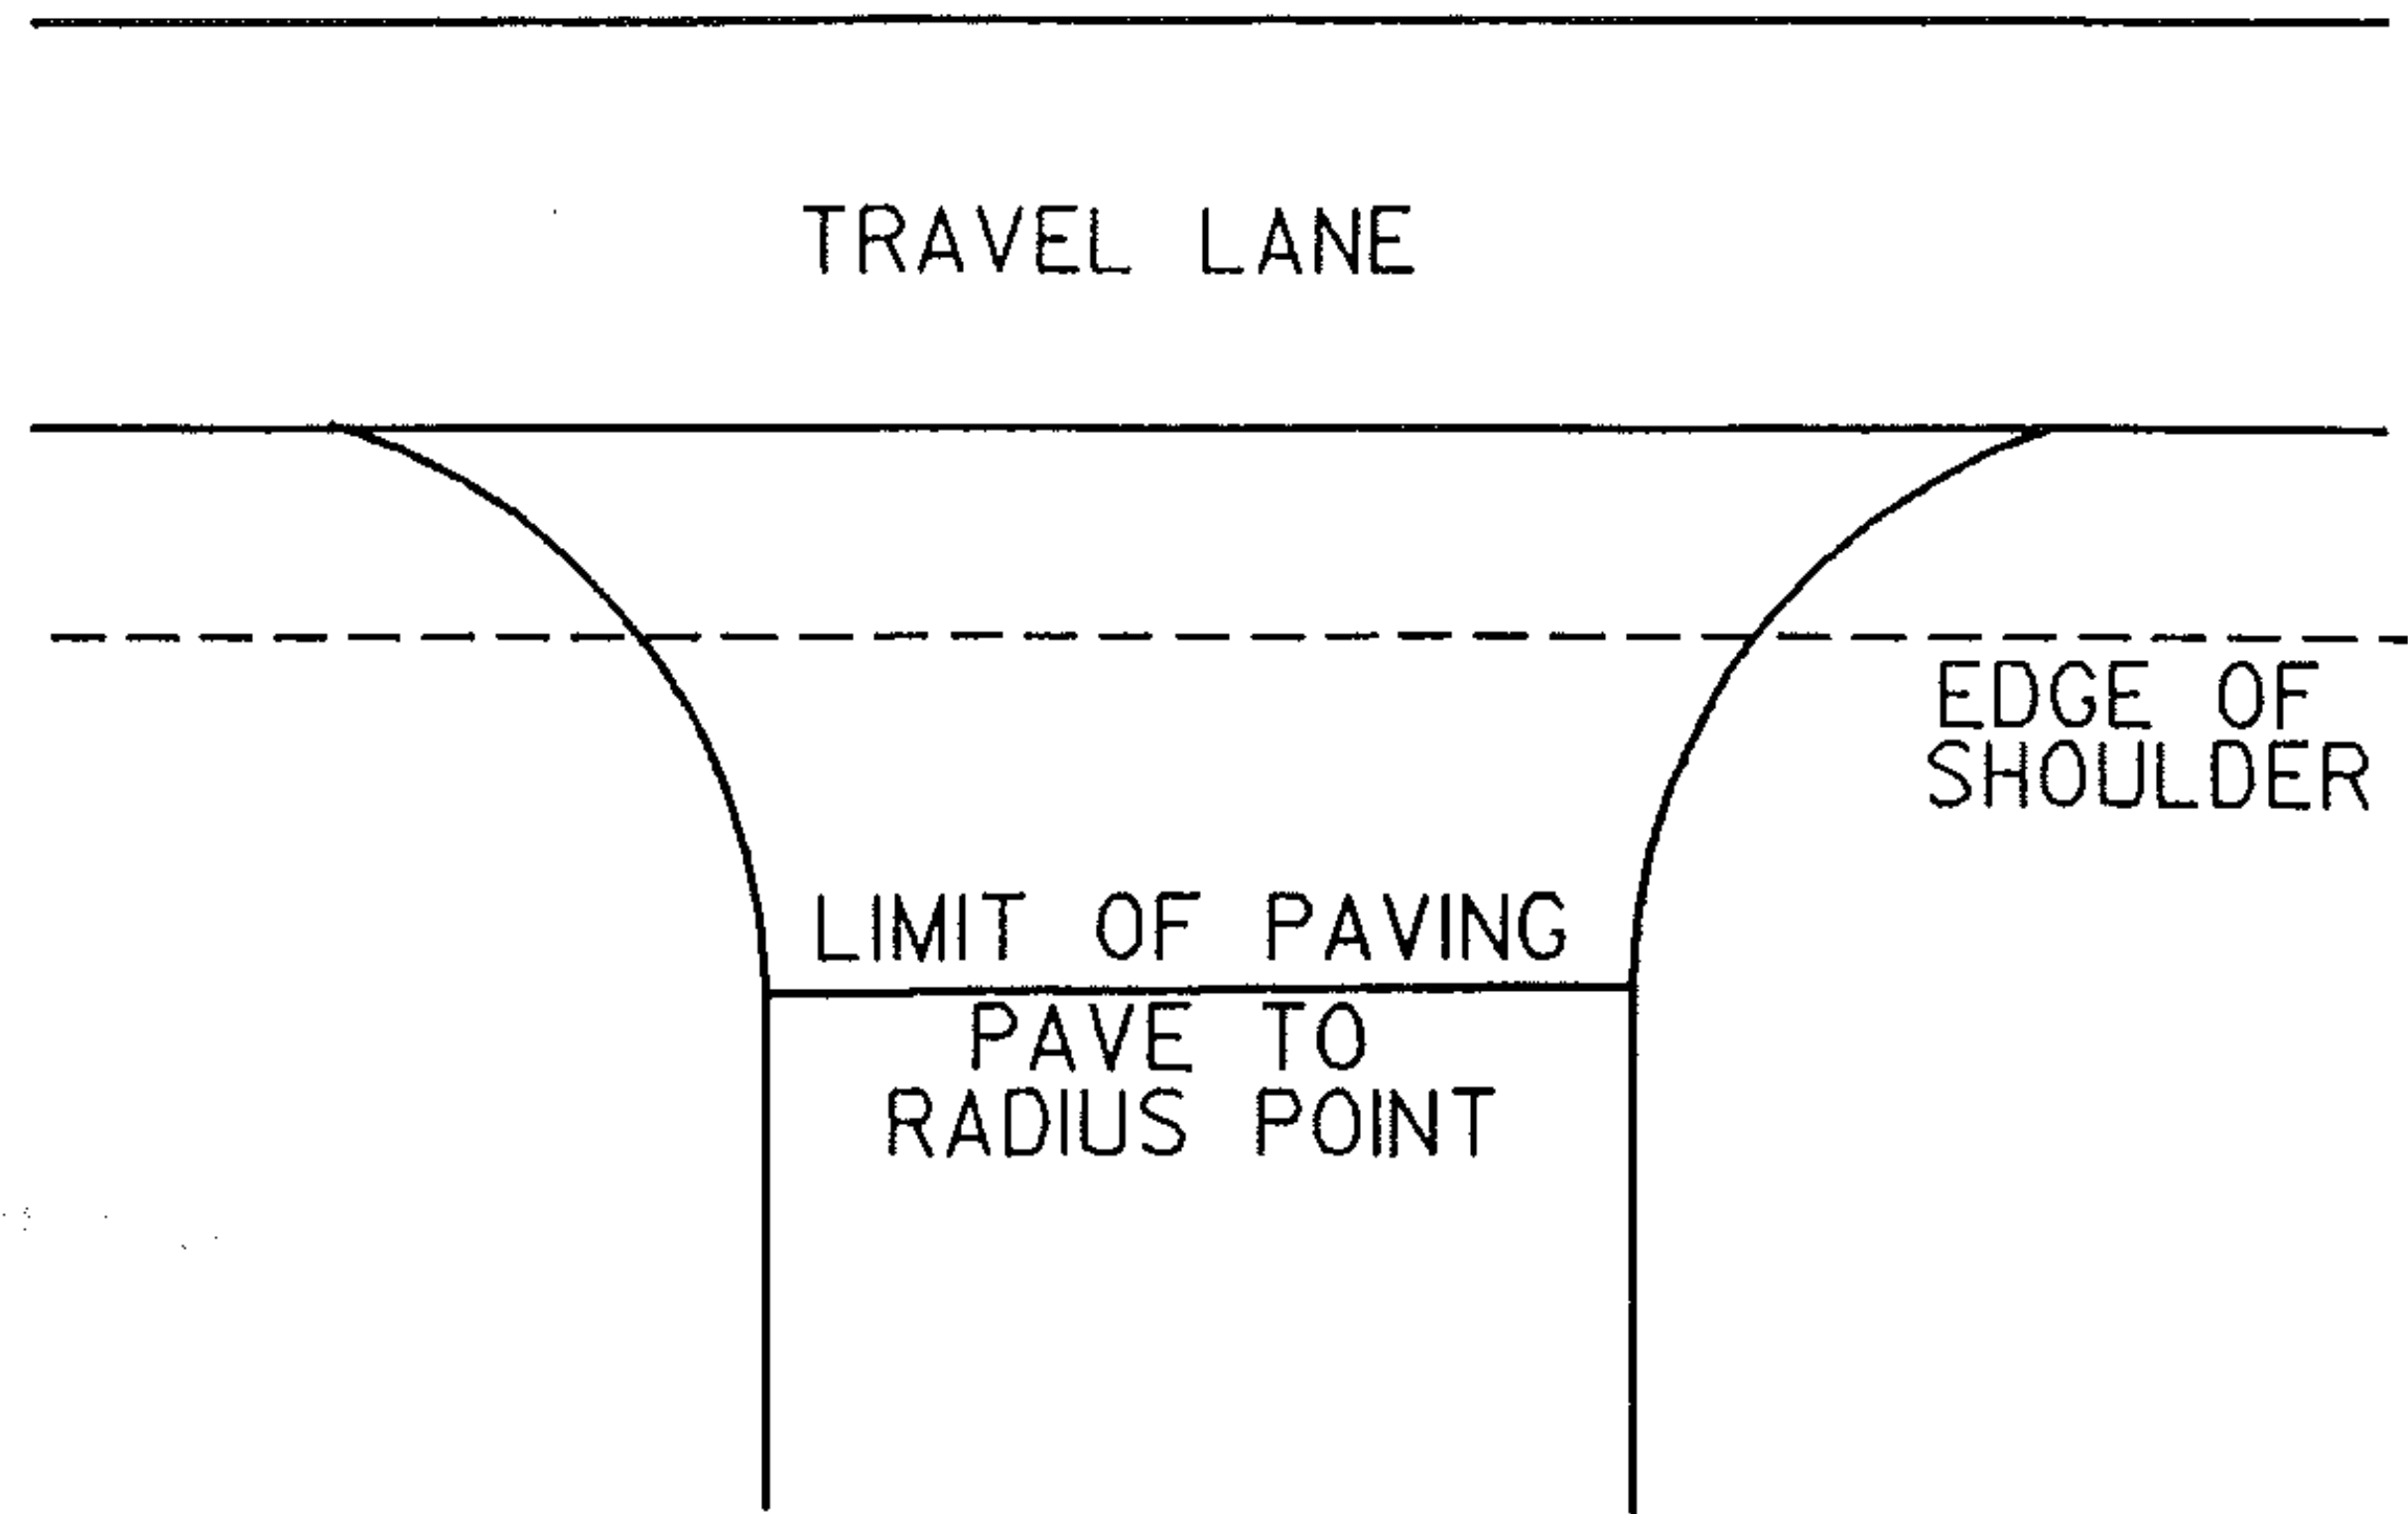 TRAVEL LANE
EDGE OF
SHOULDER
LIMIT OF PAVING
PAVE TO
RADIUS POINT